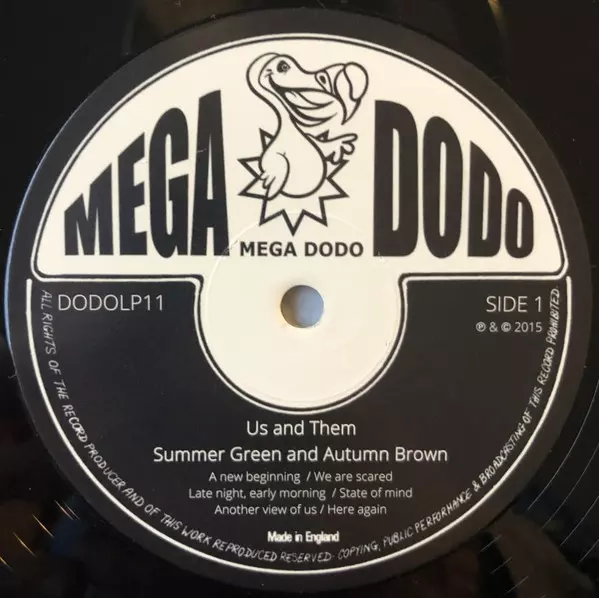 MEGA DODO
MEGA DODO
DODOLP11
SIDE 1
℗ & © 2015
Us and Them
Summer Green and Autumn Brown
A new beginning / We are scared
Late night, early morning / State of mind
Another view of us / Here again
Made in England
ALL RIGHTS OF THE RECORD PRODUCER AND OF THIS WORK REPRODUCED RESERVED· COPYING, PUBLIC PERFORMANCE & BROADCASTING OF THIS RECORD PROHIBITED